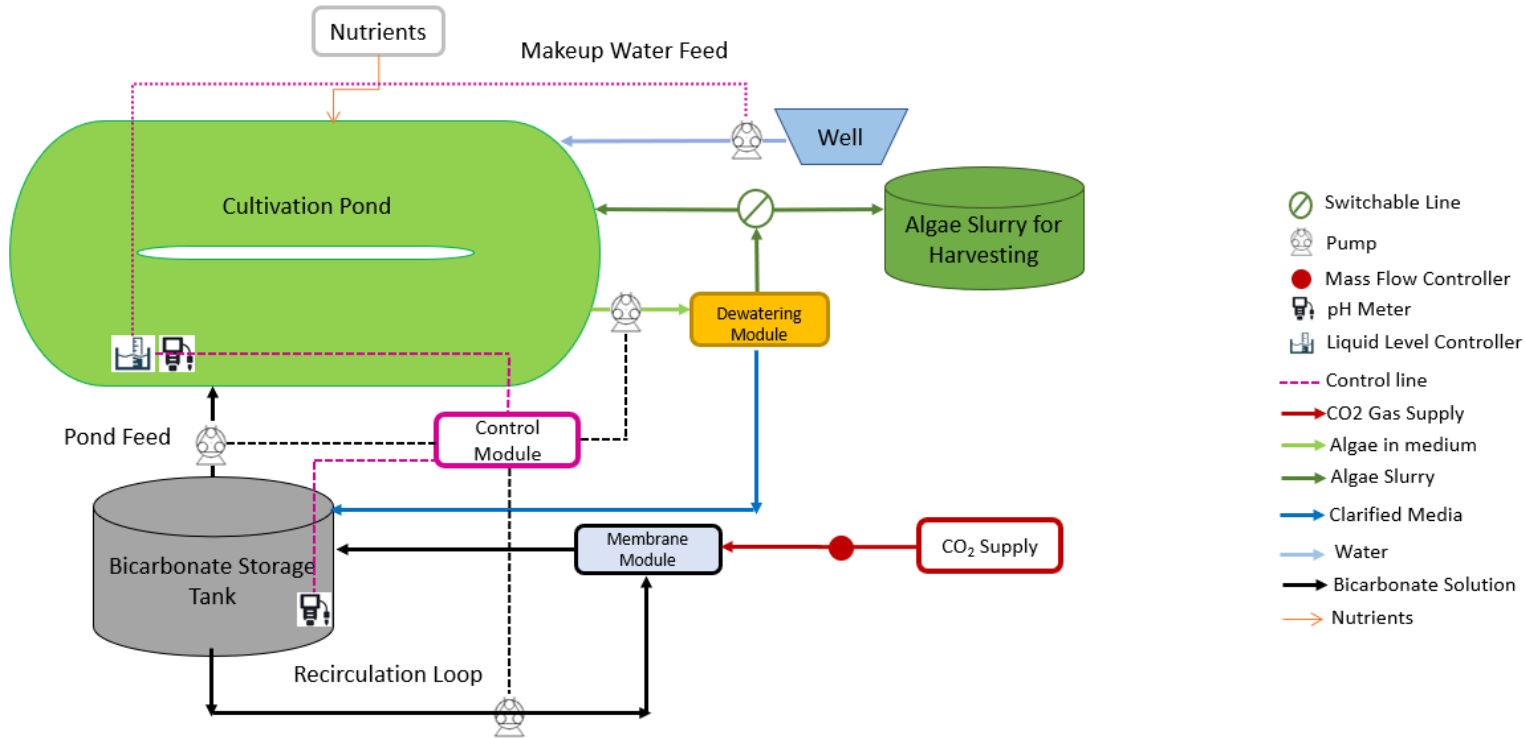 Nutrients
Makeup Water Feed
Well
Cultivation Pond
Algae Slurry for
Harvesting
Dewatering
Module
Pond Feed
Control
Module
Bicarbonate Storage
Tank
Membrane
Module
CO2 Supply
Recirculation Loop
Switchable Line
Pump
Mass Flow Controller
pH Meter
Liquid Level Controller
Control line
CO2 Gas Supply
Algae in medium
Algae Slurry
Clarified Media
Water
Bicarbonate Solution
Nutrients